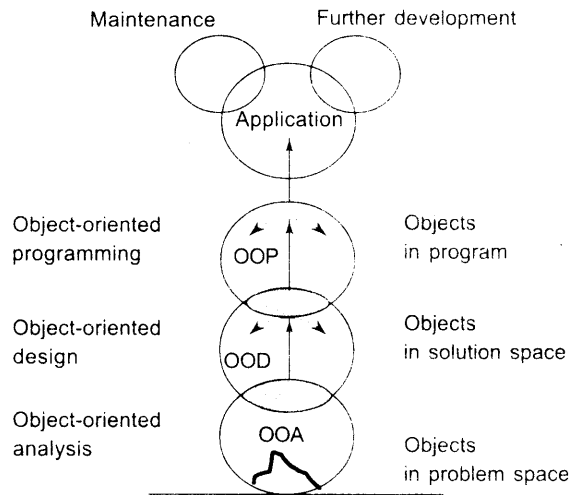 Maintenance
Further development
Application
Object-oriented
programming
OOP
Objects
in program
Object-oriented
design
OOD
Objects
in solution space
Object-oriented
analysis
OOA
Objects
in problem space